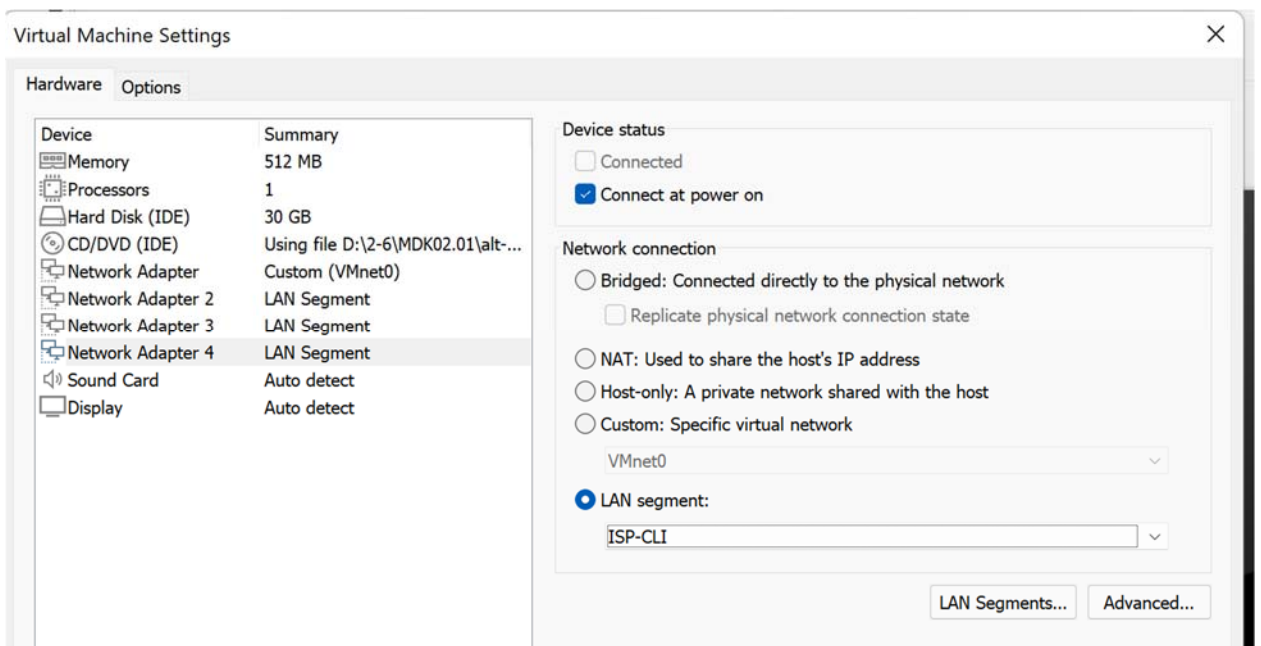 Virtual Machine Settings
Hardware Options
Device Summary
Memory 512 MB
Processors 1
Hard Disk (IDE) 30 GB
CD/DVD (IDE) Using file D:\2-6\MDK02.01\alt-...
Network Adapter Custom (VMnet0)
Network Adapter 2 LAN Segment
Network Adapter 3 LAN Segment
Network Adapter 4 LAN Segment
Sound Card Auto detect
Display Auto detect
Device status
Connected
Connect at power on
Network connection
Bridged: Connected directly to the physical network
Replicate physical network connection state
NAT: Used to share the host's IP address
Host-only: A private network shared with the host
Custom: Specific virtual network
VMnet0
LAN segment:
ISP-CLI
LAN Segments... Advanced...